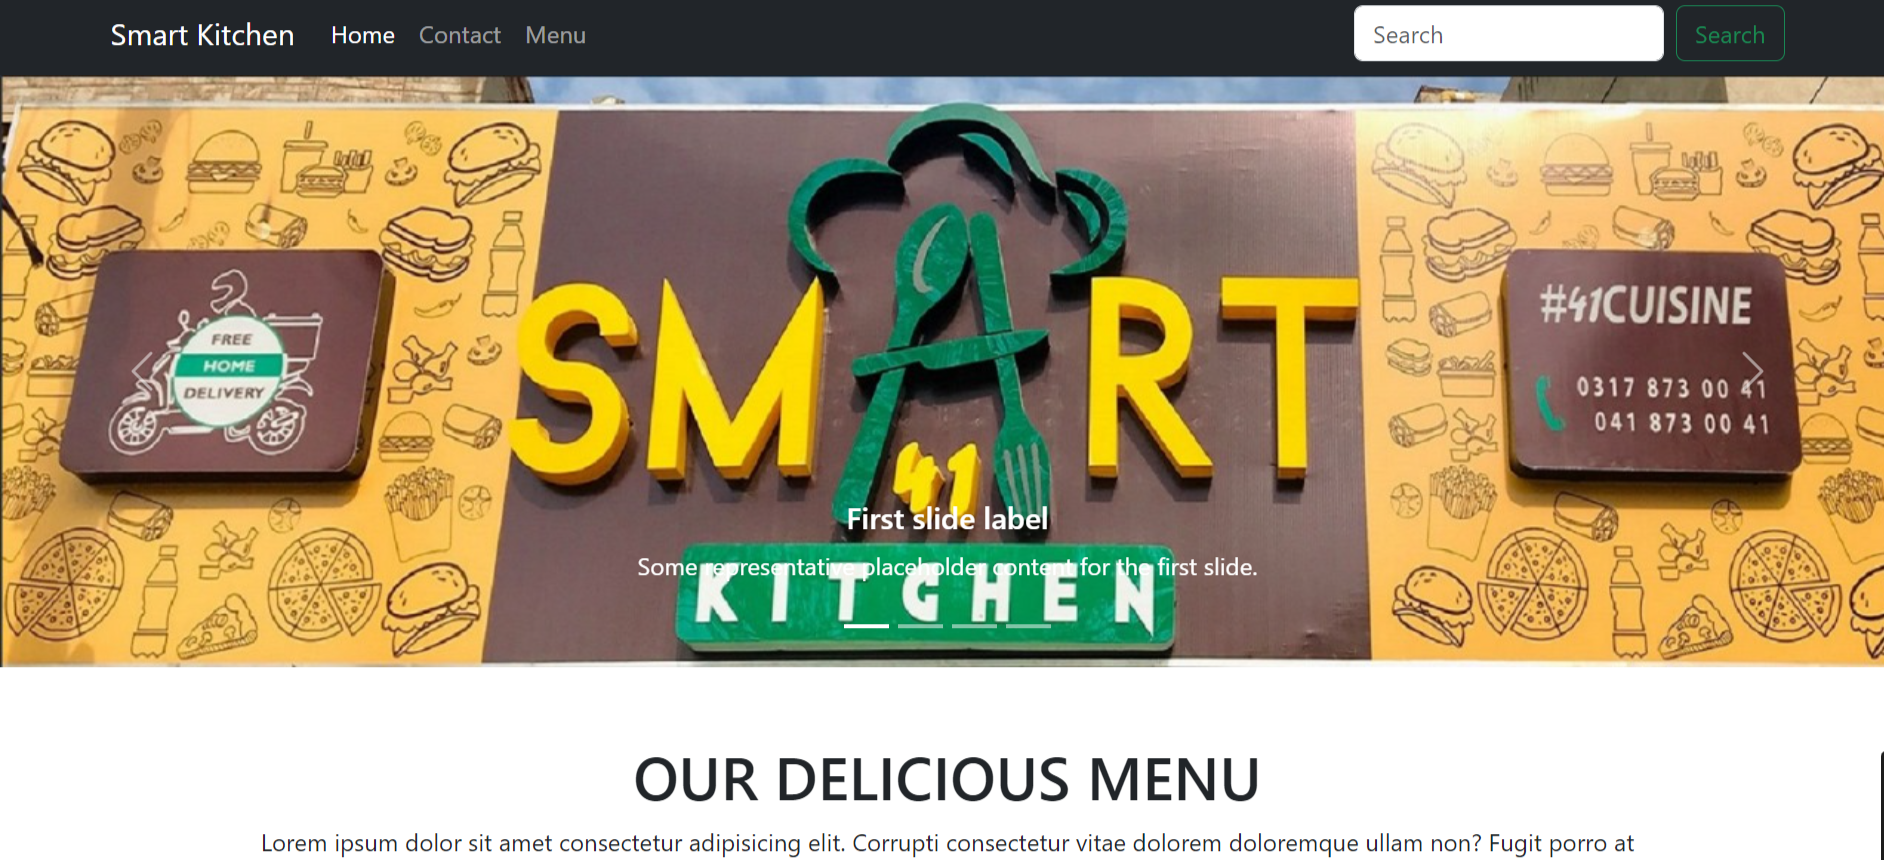 Smart Kitchen Home Contact Menu Search Search
FREE
HOME
DELIVERY
SMART
41
KITCHEN
#41CUISINE
0317 873 00 41
041 873 00 41
First slide label
Some representative placeholder content for the first slide.
OUR DELICIOUS MENU
Lorem ipsum dolor sit amet consectetur adipisicing elit. Corrupti consectetur vitae dolorem doloremque ullam non? Fugit porro at